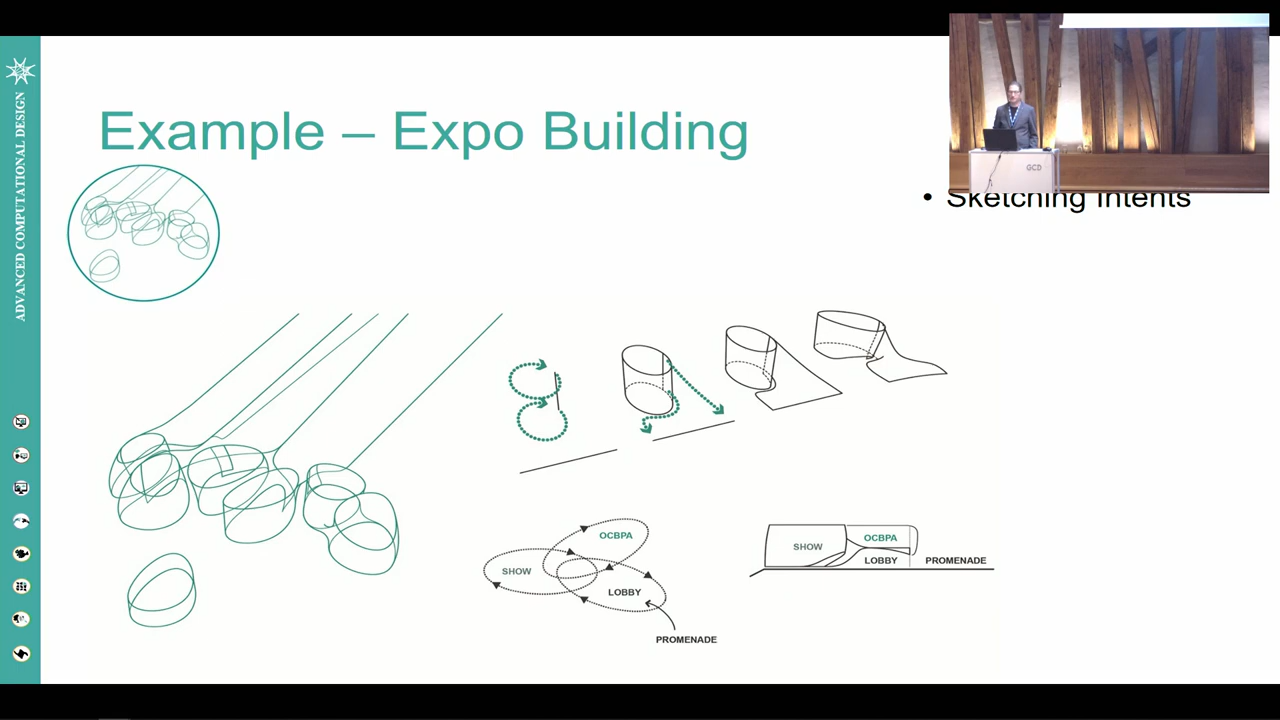 ADVANCED COMPUTATIONAL DESIGN
Example – Expo Building
GCD
• Sketching Intents
OCBPA
SHOW
LOBBY
PROMENADE
SHOW
OCBPA
LOBBY
PROMENADE